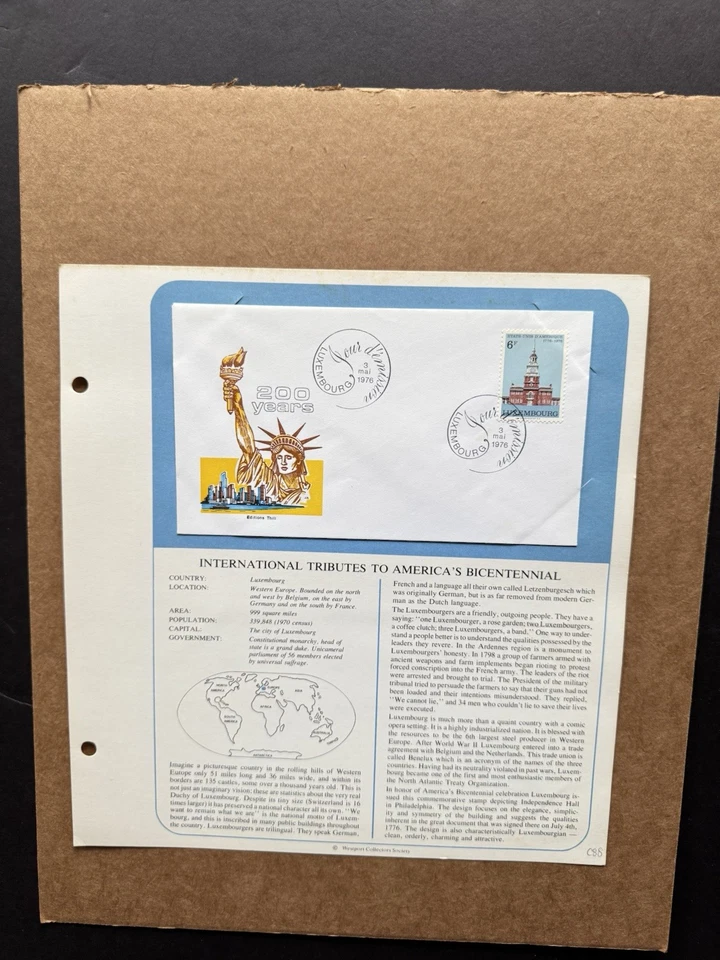 200
years
Editions Thill
Jour d'émission
LUXEMBOURG
3
mai
1976
ETATS-UNIS D'AMERIQUE
1776-1976
6F
LUXEMBOURG
Jour d'émission
LUXEMBOURG
3
mai
1976
INTERNATIONAL TRIBUTES TO AMERICA'S BICENTENNIAL
COUNTRY: Luxembourg
LOCATION: Western Europe. Bounded on the north
and west by Belgium, on the east by
Germany and on the south by France.
AREA: 999 square miles
POPULATION: 339,848 (1970 census)
CAPITAL: The city of Luxembourg
GOVERNMENT: Constitutional monarchy, head of
state is a grand duke. Unicameral
parliament of 56 members elected
by universal suffrage.
NORTH
AMERICA
SOUTH
AMERICA
EUROPE
ASIA
AFRICA
AUSTRALIA
ANTARCTICA
Imagine a picturesque country in the rolling hills of Western
Europe only 51 miles long and 36 miles wide, and within its
borders are 135 castles, some over a thousand years old. This is
not just an imaginary vision; these are statistics about the very real
Duchy of Luxembourg. Despite its tiny size (Switzerland is 16
times larger) it has preserved a national character all its own. "We
want to remain what we are" is the national motto of Luxem-
bourg, and this is inscribed in many public buildings throughout
the country. Luxembourgers are trilingual. They speak German,
French and a language all their own called Letzenburgesch which
was originally German, but is as far removed from modern Ger-
man as the Dutch language.
The Luxembourgers are a friendly, outgoing people. They have a
saying: "one Luxembourger, a rose garden; two Luxembourgers,
a coffee clutch; three Luxembourgers, a band." One way to under-
stand a people better is to understand the qualities possessed by the
leaders they revere. In the Ardennes region is a monument to
Luxembourgers' honesty. In 1798 a group of farmers armed with
ancient weapons and farm implements began rioting to protest
forced conscription into the French army. The leaders of the riot
were arrested and brought to trial. The President of the military
tribunal tried to persuade the farmers to say that their guns had not
been loaded and their intentions misunderstood. They replied,
"We cannot lie," and 34 men who couldn't lie to save their lives
were executed.
Luxembourg is much more than a quaint country with a comic
opera setting. It is a highly industrialized nation. It is blessed with
the resources to be the 6th largest steel producer in Western
Europe. After World War II Luxembourg entered into a trade
agreement with Belgium and the Netherlands. This trade union is
called Benelux which is an acronym of the names of the three
countries. Having had its neutrality violated in past wars, Luxem-
bourg became one of the first and most enthusiastic members of
the North Atlantic Treaty Organization.
In honor of America's Bicentennial celebration Luxembourg is-
sued this commemorative stamp depicting Independence Hall
in Philadelphia. The design focuses on the elegance, simplic-
ity and symmetry of the building and suggests the qualities
inherent in the great document that was signed there on July 4th,
1776. The design is also characteristically Luxembourgian —
clean, orderly, charming and attractive.
© Westport Collectors Society
C88